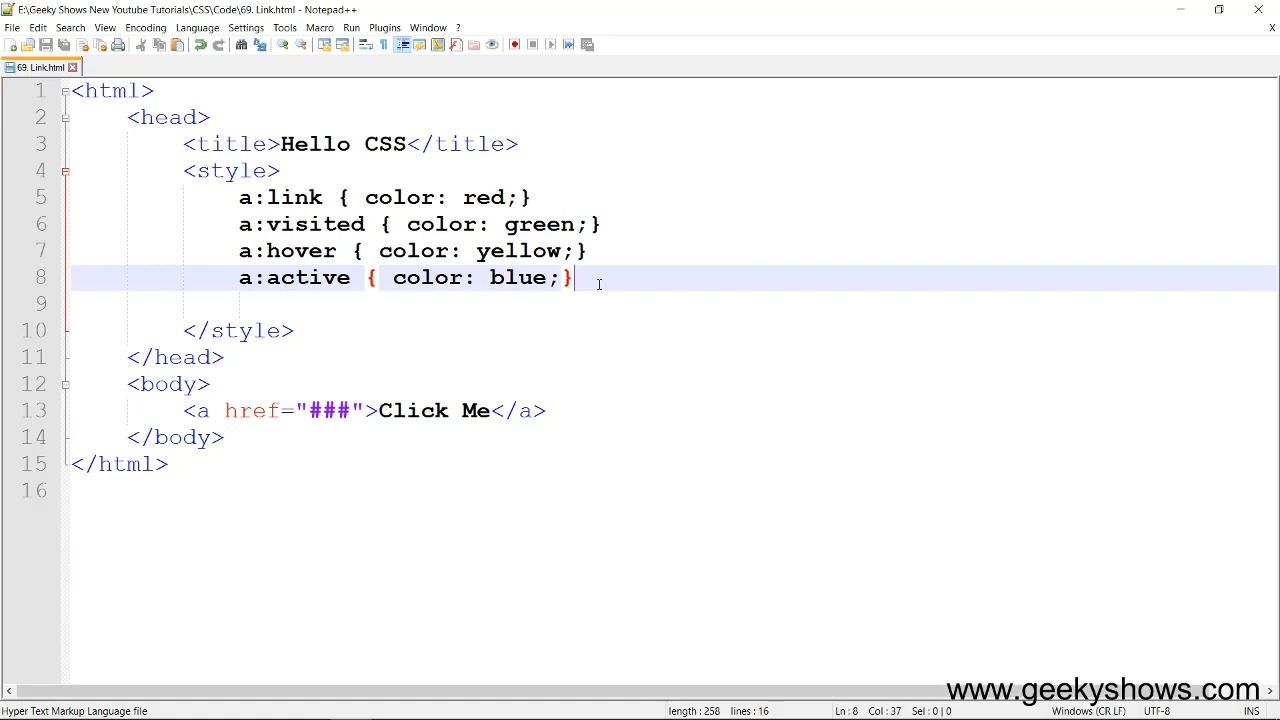 E:\Geeky Shows New Youtube Tutorials\CSS\Code\69. Link.html - Notepad++
File Edit Search View Encoding Language Settings Tools Macro Run Plugins Window ? X
69. Link.html
1 <html>
2 <head>
3 <title>Hello CSS</title>
4 <style>
5 a:link { color: red;}
6 a:visited { color: green;}
7 a:hover { color: yellow;}
8 a:active { color: blue;}
9
10 </style>
11 </head>
12 <body>
13 <a href="###">Click Me</a>
14 </body>
15 </html>
16
www.geekyshows.com
Hyper Text Markup Language file length : 258 lines : 16 Ln : 8 Col : 37 Sel : 0 | 0 Windows (CR LF) UTF-8 INS